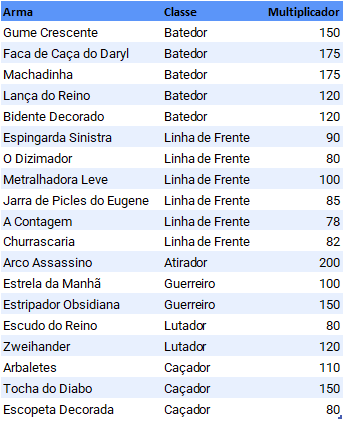 Arma Classe Multiplicador
Gume Crescente Batedor 150
Faca de Caça do Daryl Batedor 175
Machadinha Batedor 175
Lança do Reino Batedor 120
Bidente Decorado Batedor 120
Espingarda Sinistra Linha de Frente 90
O Dizimador Linha de Frente 80
Metralhadora Leve Linha de Frente 100
Jarra de Picles do Eugene Linha de Frente 85
A Contagem Linha de Frente 78
Churrascaria Linha de Frente 82
Arco Assassino Atirador 200
Estrela da Manhã Guerreiro 100
Estripador Obsidiana Guerreiro 150
Escudo do Reino Lutador 80
Zweihander Lutador 120
Arbaletes Caçador 110
Tocha do Diabo Caçador 150
Escopeta Decorada Caçador 80